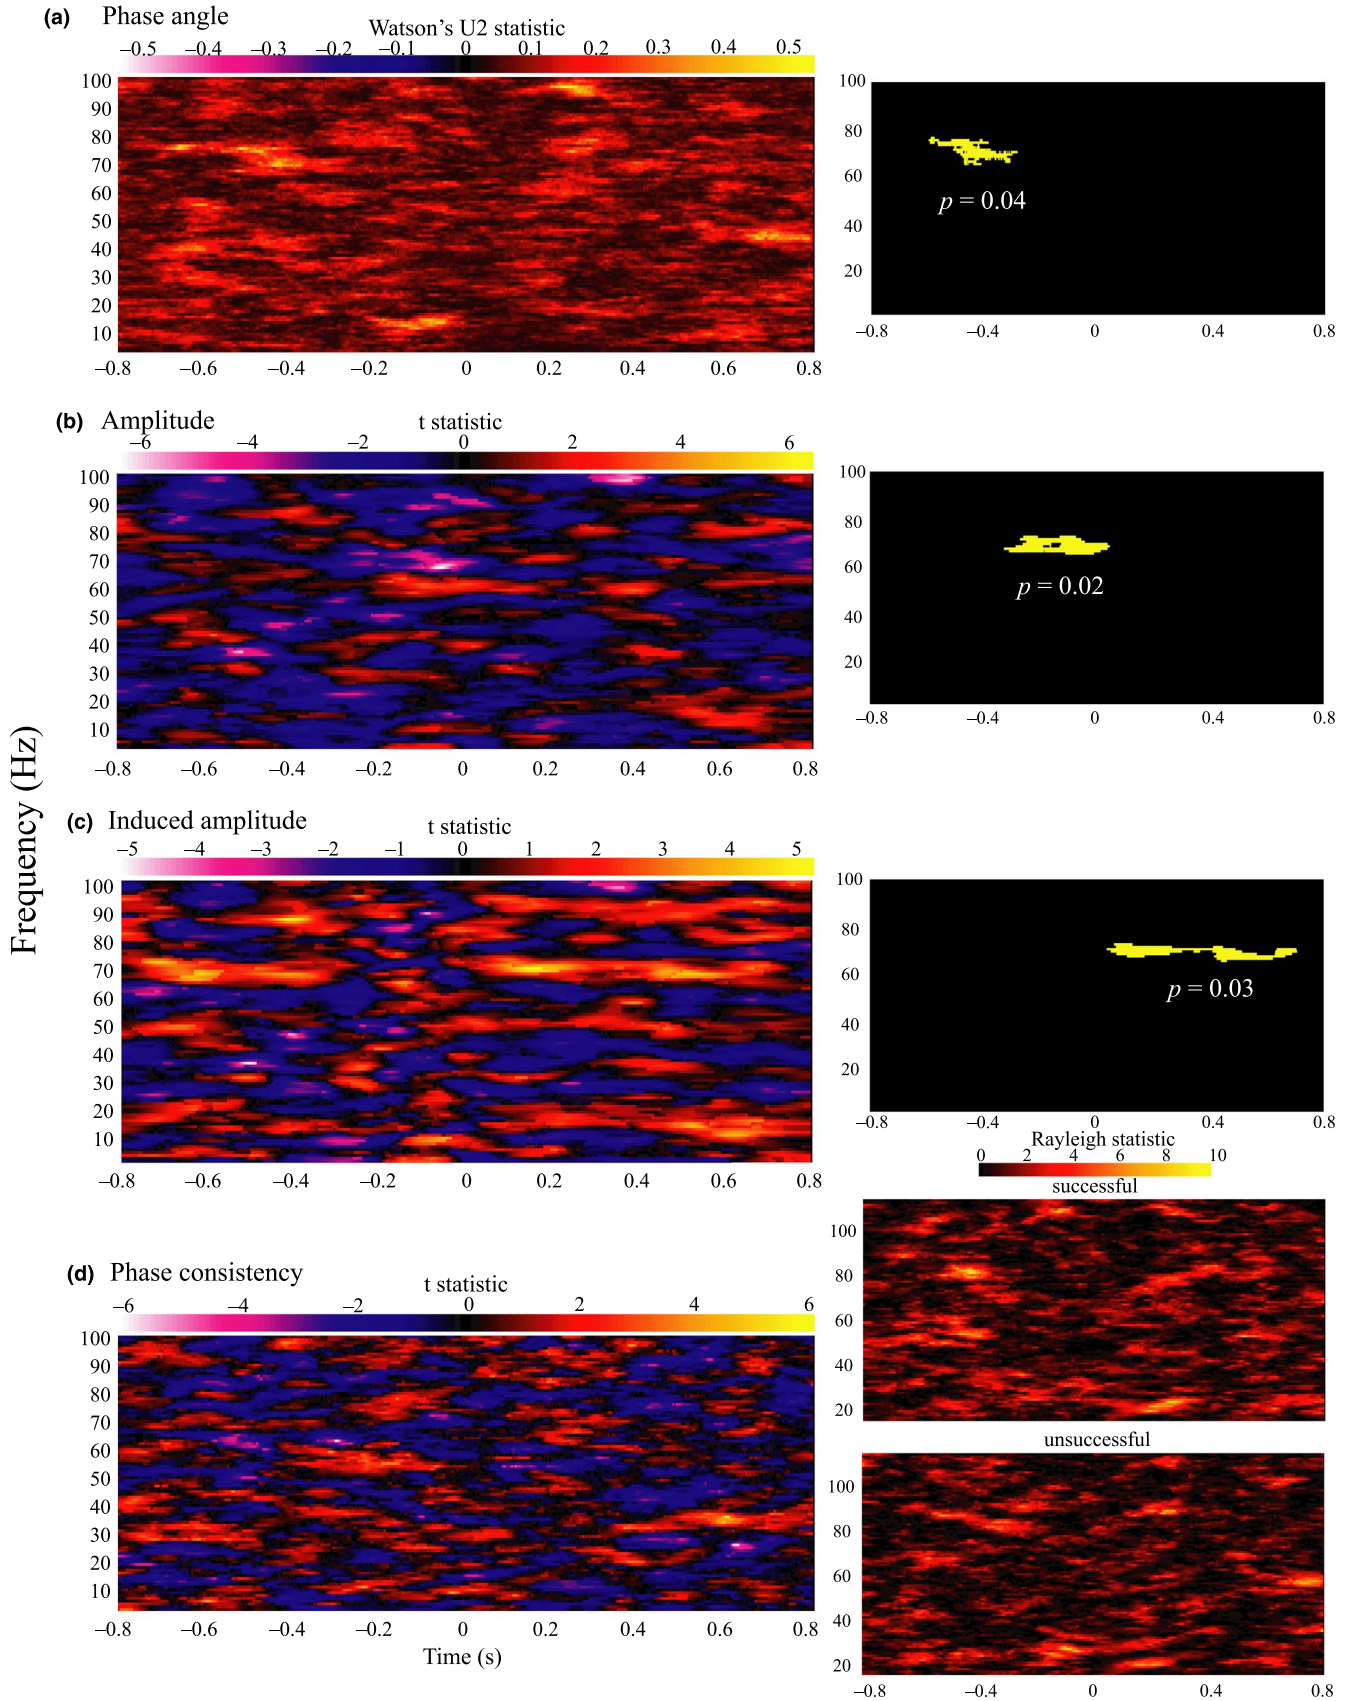 (a) Phase angle
Watson's U2 statistic
−0.5 −0.4 −0.3 −0.2 −0.1 0 0.1 0.2 0.3 0.4 0.5
100
90
80
70
60
50
40
30
20
10
−0.8 −0.6 −0.4 −0.2 0 0.2 0.4 0.6 0.8
100
80
60
40
20
p = 0.04
−0.8 −0.4 0 0.4 0.8
(b) Amplitude
t statistic
−6 −4 −2 0 2 4 6
100
90
80
70
60
50
40
30
20
10
−0.8 −0.6 −0.4 −0.2 0 0.2 0.4 0.6 0.8
100
80
60
40
20
p = 0.02
−0.8 −0.4 0 0.4 0.8
Frequency (Hz)
(c) Induced amplitude
t statistic
−5 −4 −3 −2 −1 0 1 2 3 4 5
100
90
80
70
60
50
40
30
20
10
−0.8 −0.6 −0.4 −0.2 0 0.2 0.4 0.6 0.8
100
80
60
40
20
p = 0.03
−0.8 −0.4 0 0.4 0.8
(d) Phase consistency
t statistic
−6 −4 −2 0 2 4 6
100
90
80
70
60
50
40
30
20
10
−0.8 −0.6 −0.4 −0.2 0 0.2 0.4 0.6 0.8
Time (s)
Rayleigh statistic
0 2 4 6 8 10
successful
100
80
60
40
20
unsuccessful
100
80
60
40
20
−0.8 −0.4 0 0.4 0.8